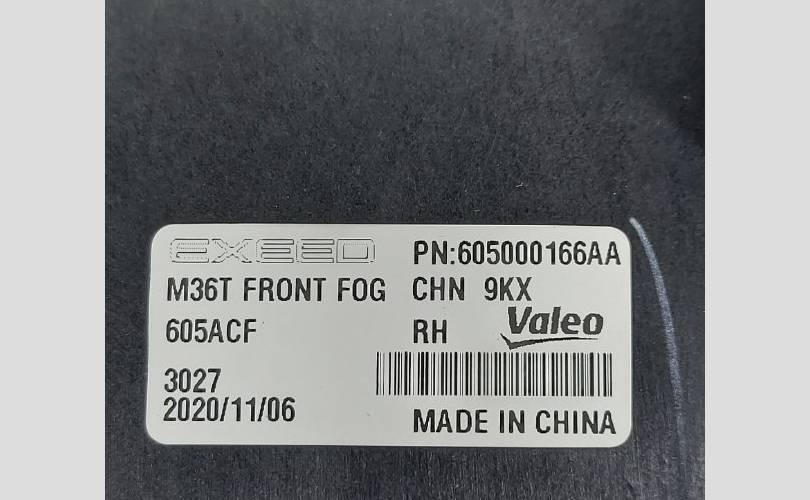 EXEED PN:605000166AA
M36T FRONT FOG CHN 9KX
605ACF RH Valeo
3027
2020/11/06 MADE IN CHINA